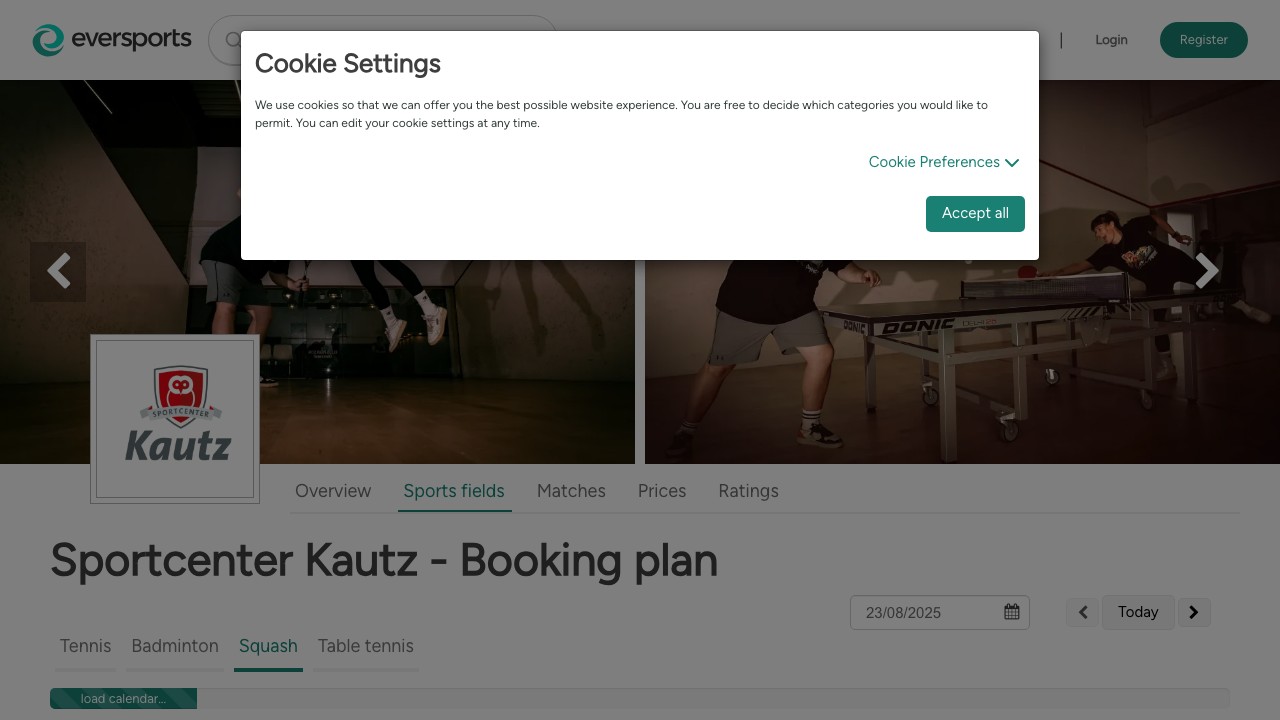 eversports
Login
Register
Cookie Settings
We use cookies so that we can offer you the best possible website experience. You are free to decide which categories you would like to
permit. You can edit your cookie settings at any time.
Cookie Preferences
Accept all
DONIC
DONIC
SPORTCENTER
Kautz
Overview
Sports fields
Matches
Prices
Ratings
Sportcenter Kautz - Booking plan
23/08/2025
Today
Tennis
Badminton
Squash
Table tennis
load calendar...